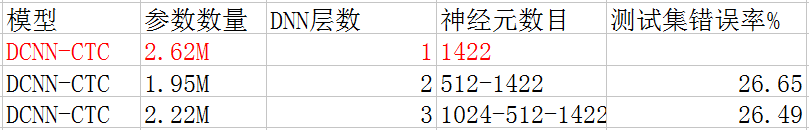 模型 参数数量 DNN层数 神经元数目 测试集错误率%
DCNN-CTC 2.62M 1 1422
DCNN-CTC 1.95M 2 512-1422 26.65
DCNN-CTC 2.22M 3 1024-512-1422 26.49